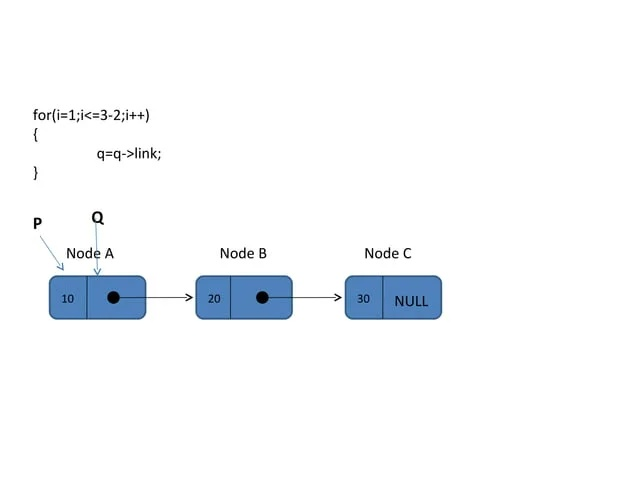 for(i=1;i<=3-2;i++)
{
q=q->link;
}
P
Q
Node A
Node B
Node C
10
20
30
NULL